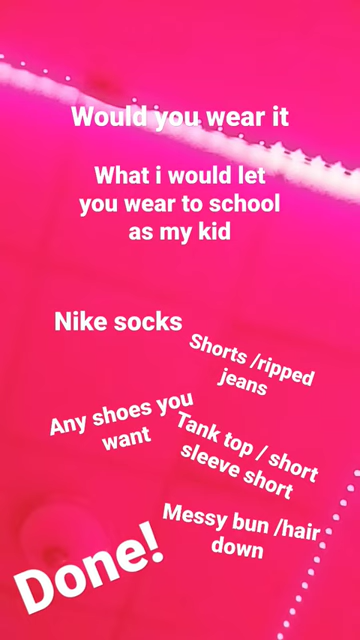 Would you wear it
What i would let
you wear to school
as my kid
Nike socks
Shorts /ripped
jeans
Any shoes you
want
Tank top / short
sleeve short
Messy bun /hair
down
Done!